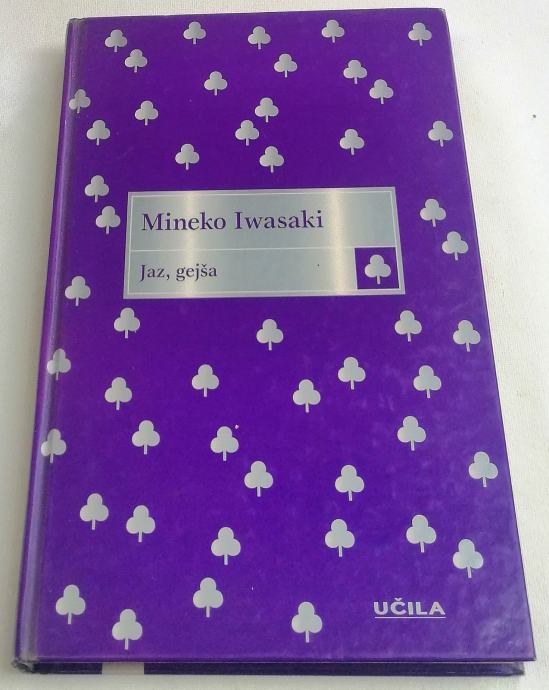 Mineko Iwasaki
Jaz, gejša
UČILA